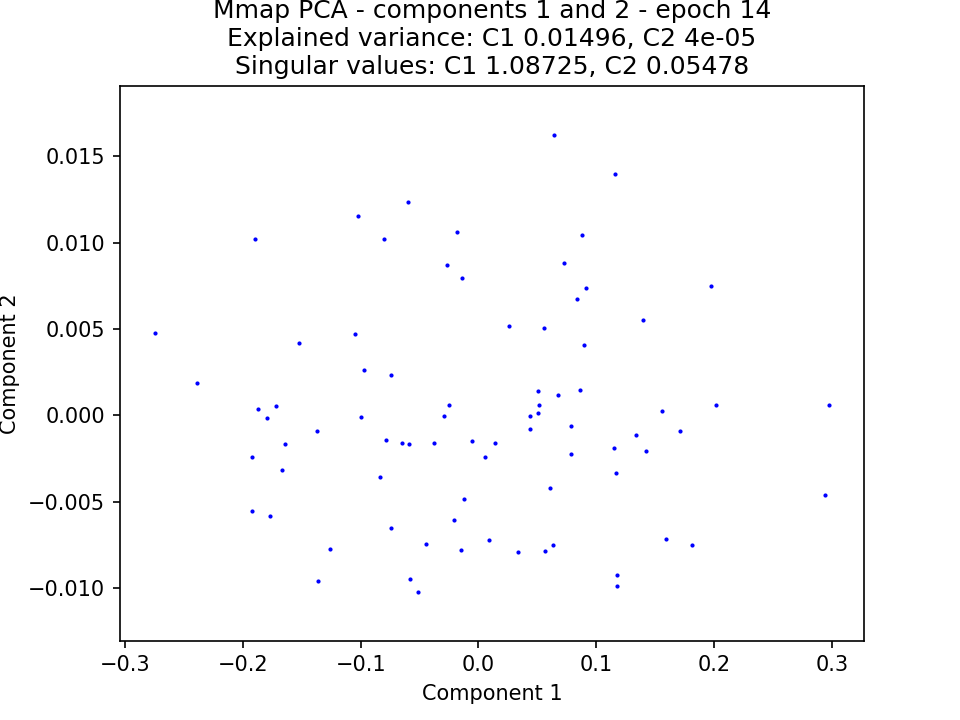 Mmap PCA - components 1 and 2 - epoch 14
Explained variance: C1 0.01496, C2 4e-05
Singular values: C1 1.08725, C2 0.05478
0.015
0.010
0.005
0.000
−0.005
−0.010
Component 2
−0.3 −0.2 −0.1 0.0 0.1 0.2 0.3
Component 1